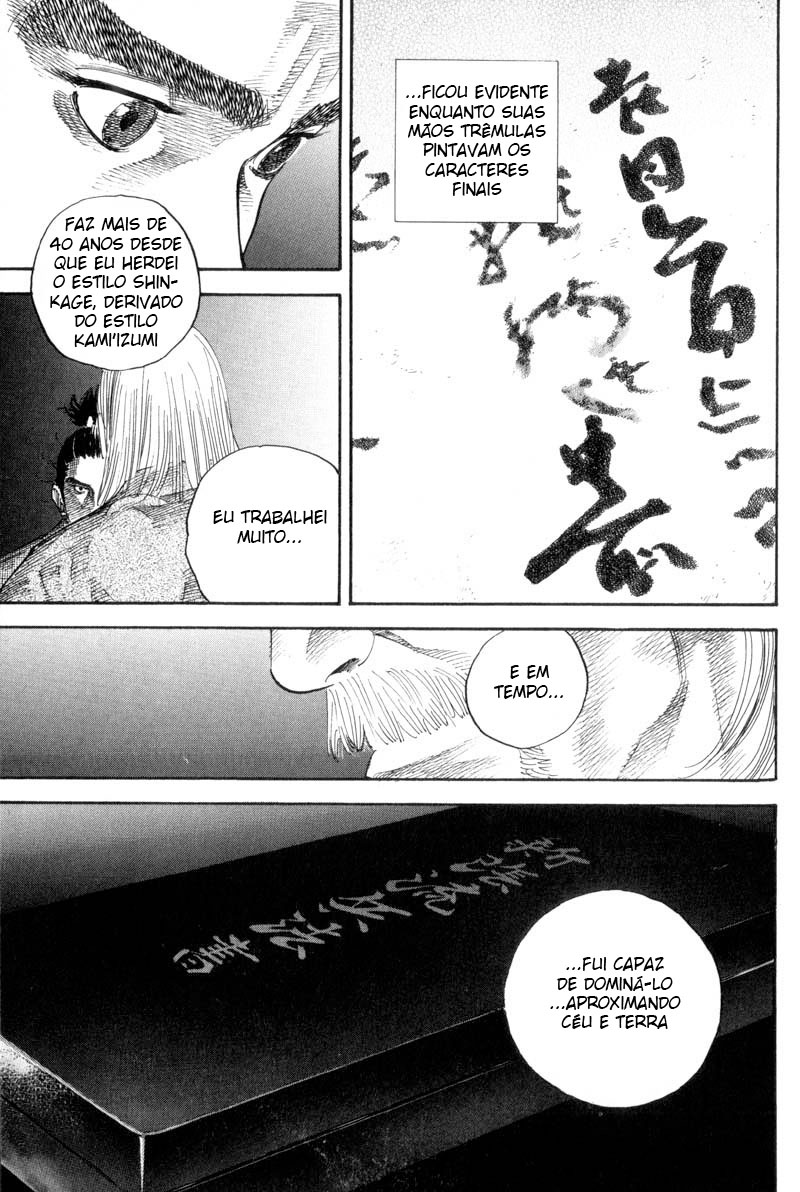 ...FICOU EVIDENTE
ENQUANTO SUAS
MÃOS TRÊMULAS
PINTAVAM OS
CARACTERES
FINAIS
FAZ MAIS DE
40 ANOS DESDE
QUE EU HERDEI
O ESTILO SHIN-
KAGE, DERIVADO
DO ESTILO
KAMI'IZUMI
EU TRABALHEI
MUITO...
E EM
TEMPO...
...FUI CAPAZ
DE DOMINÁ-LO
...APROXIMANDO
CÉU E TERRA